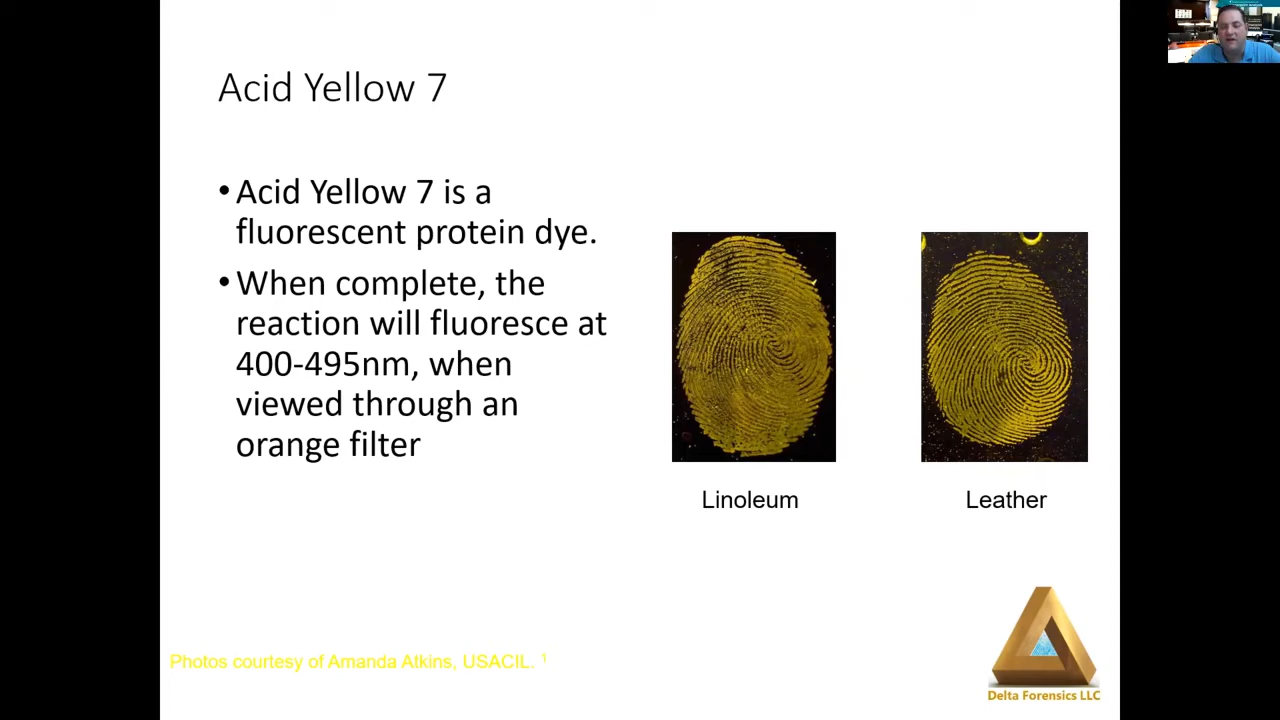 Acid Yellow 7
• Acid Yellow 7 is a
fluorescent protein dye.
• When complete, the
reaction will fluoresce at
400-495nm, when
viewed through an
orange filter
Linoleum
Leather
Photos courtesy of Amanda Atkins, USACIL. 1
Delta Forensics LLC